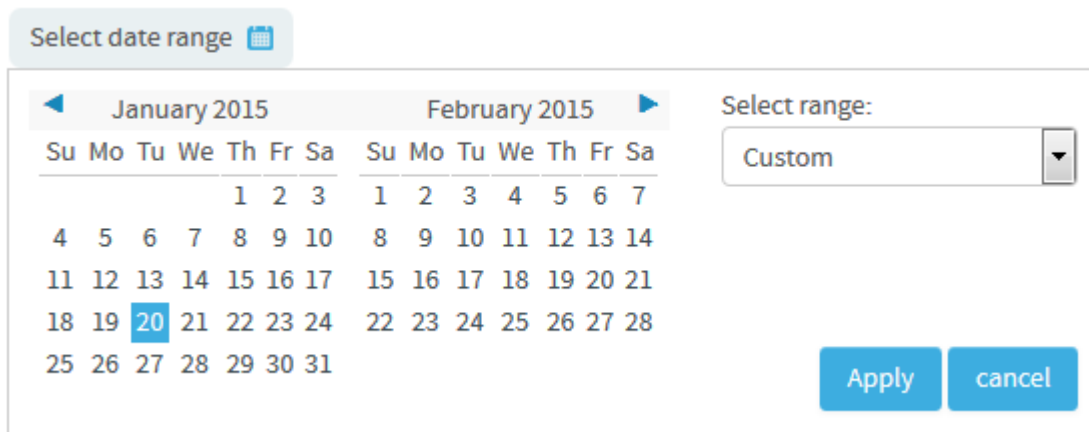 Select date range
January 2015 February 2015 Select range:
Su Mo Tu We Th Fr Sa Su Mo Tu We Th Fr Sa Custom
1 2 3 1 2 3 4 5 6 7
4 5 6 7 8 9 10 8 9 10 11 12 13 14
11 12 13 14 15 16 17 15 16 17 18 19 20 21
18 19 20 21 22 23 24 22 23 24 25 26 27 28
25 26 27 28 29 30 31
Apply cancel